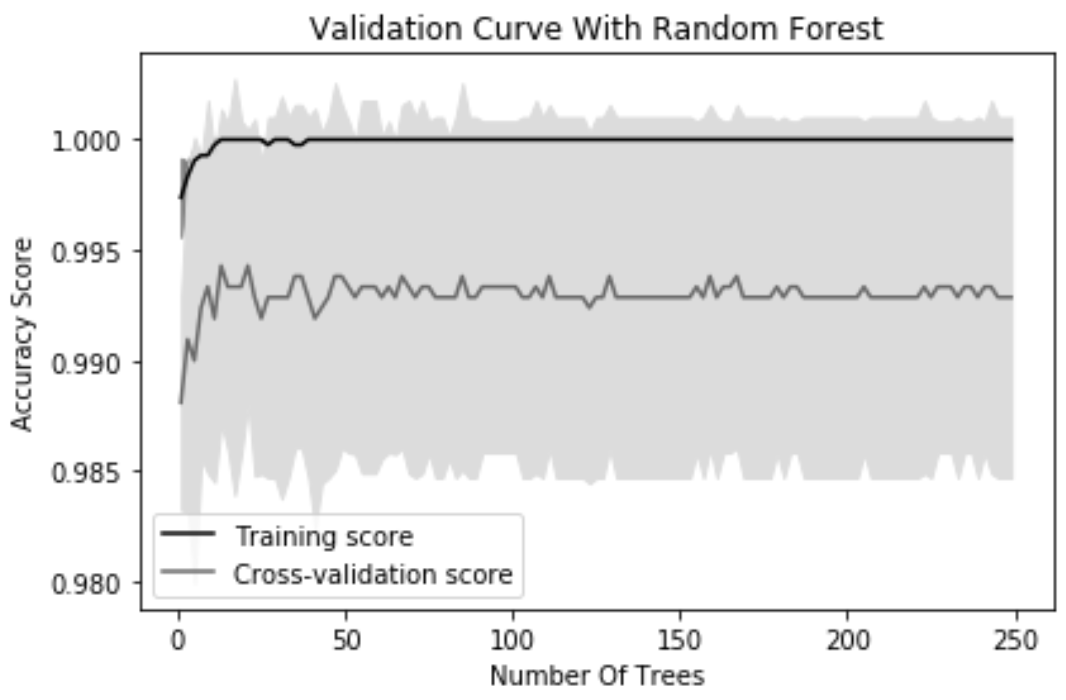 Validation Curve With Random Forest
Accuracy Score
1.000
0.995
0.990
0.985
0.980
Training score
Cross-validation score
0
50
100
150
200
250
Number Of Trees